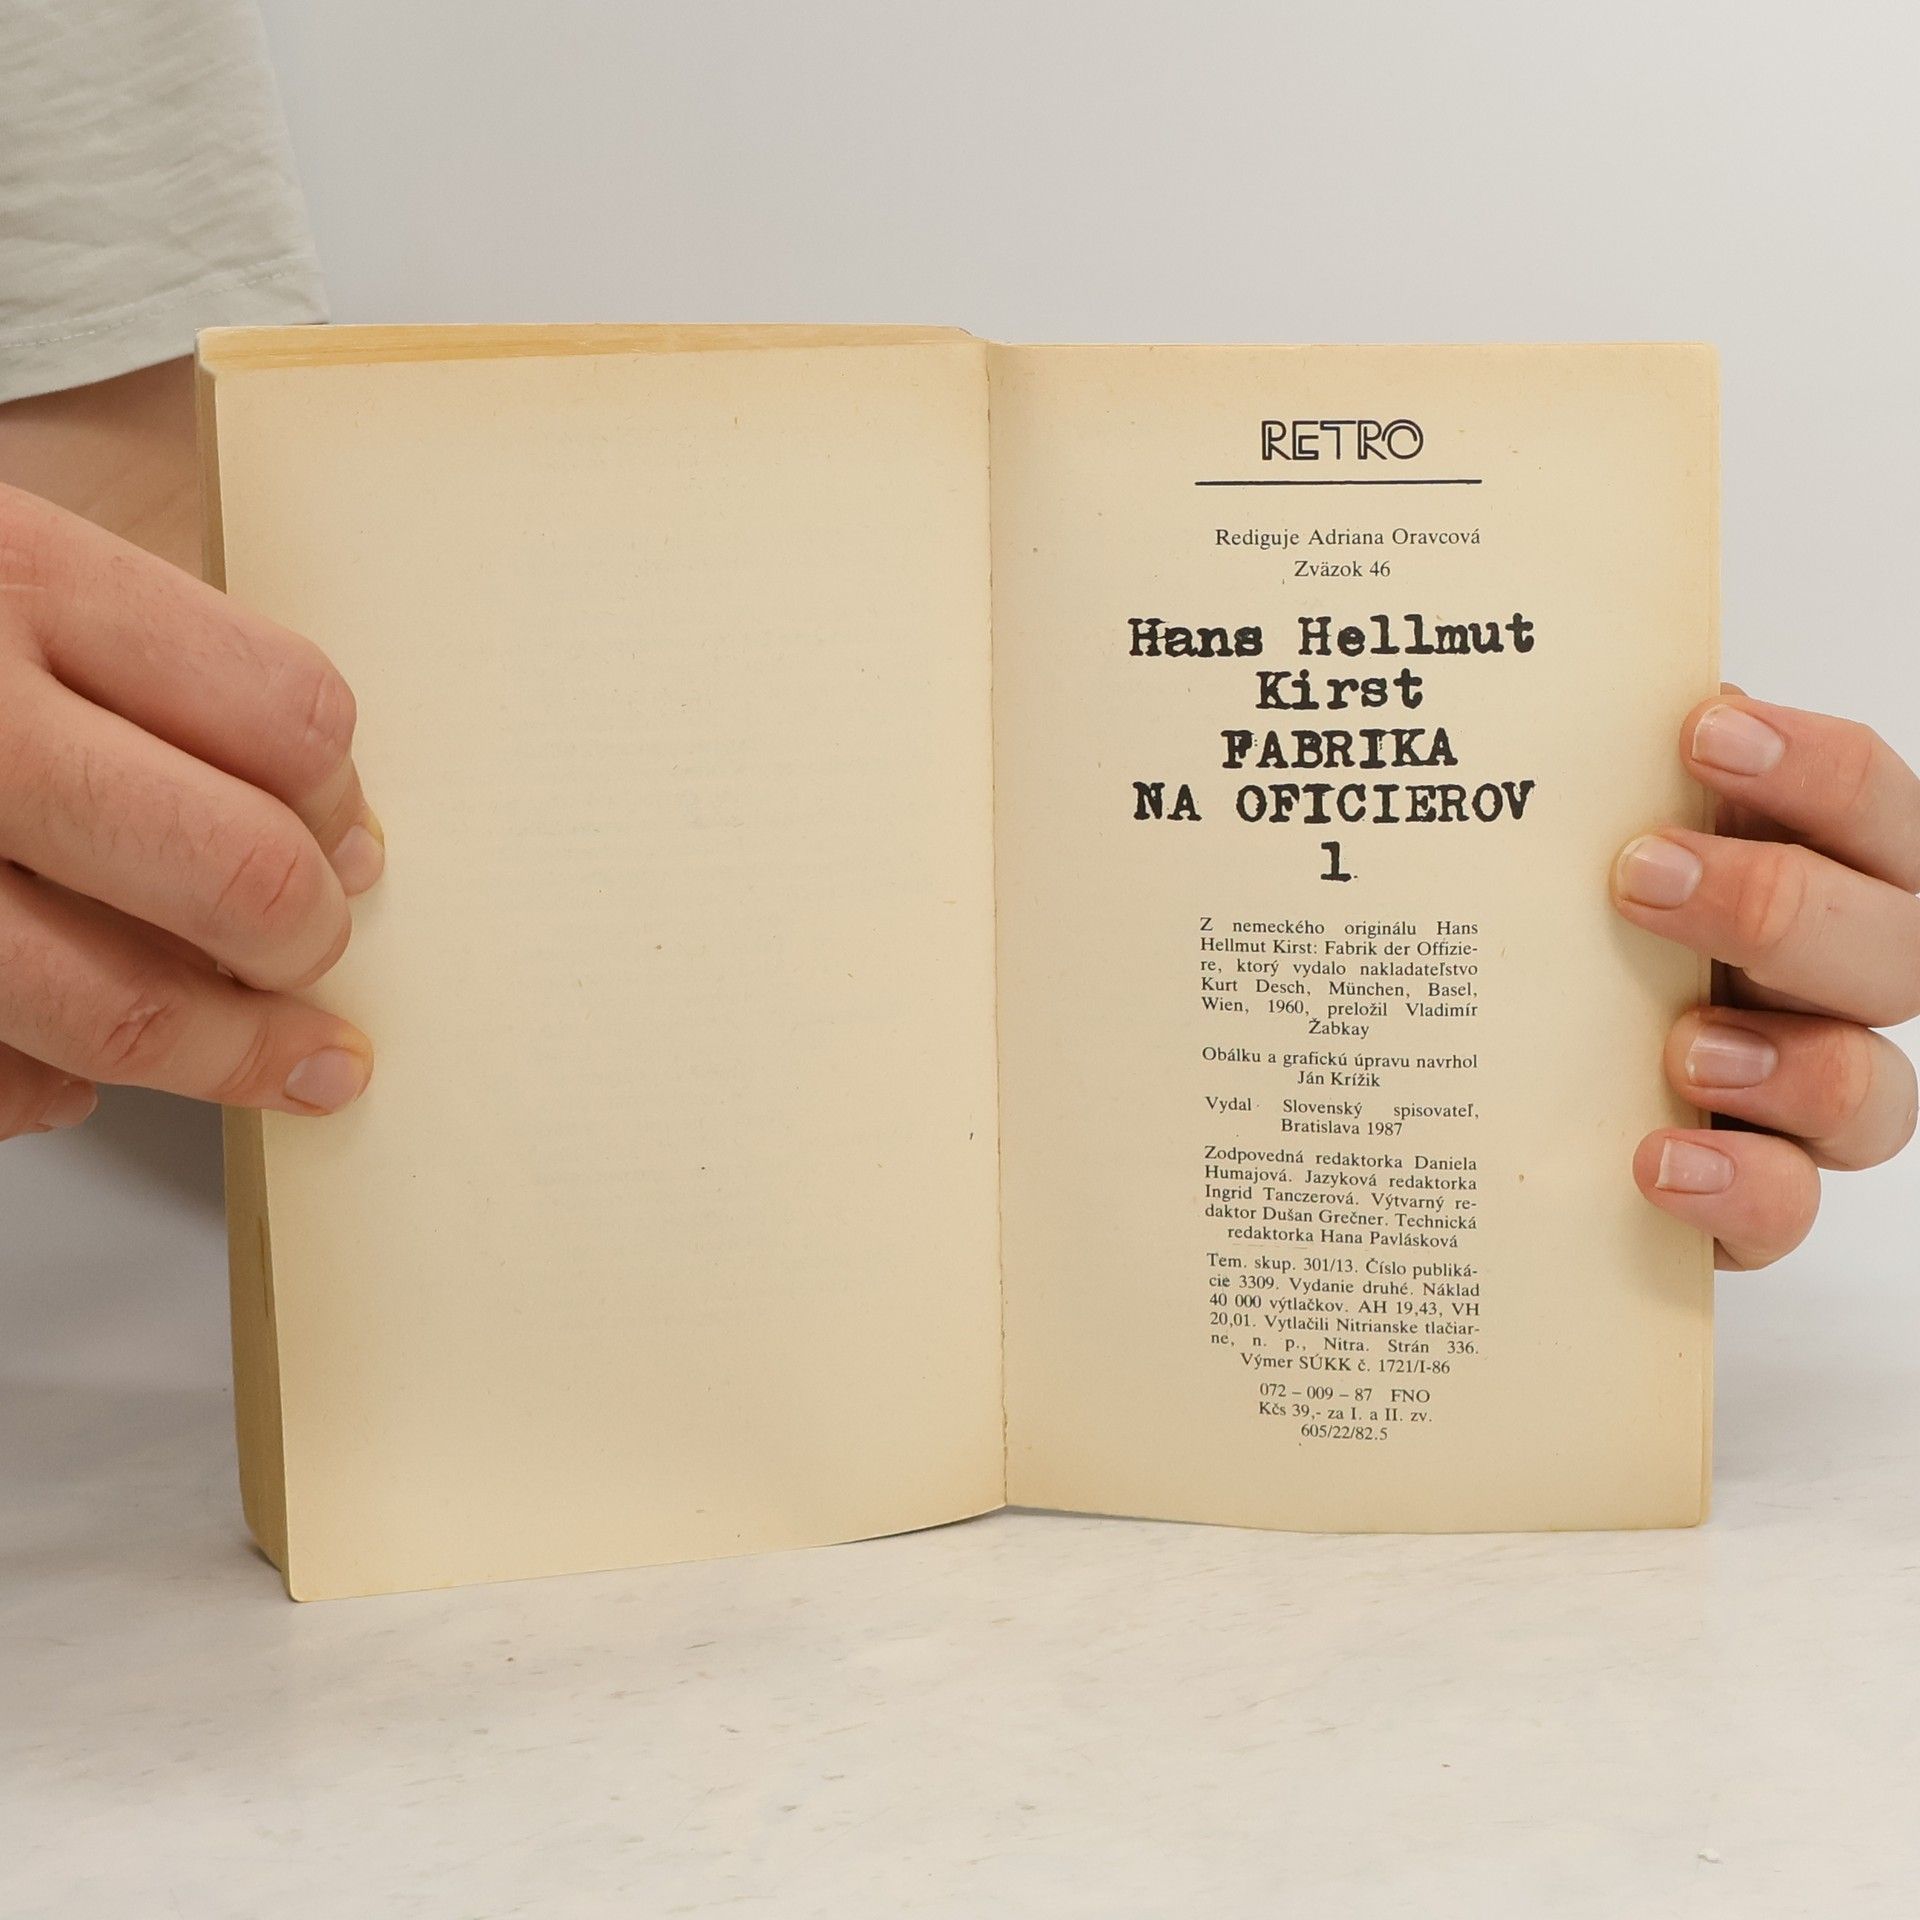 RETRO
Rediguje Adriana Oravcová
Zväzok 46
Hans Hellmut
Kirst
FABRIKA
NA OFICIEROV
1
Z nemeckého originálu Hans
Hellmut Kirst: Fabrik der Offizie-
re, ktorý vydalo nakladateľstvo
Kurt Desch, München, Basel,
Wien, 1960, preložil Vladimír
Žabkay
Obálku a grafickú úpravu navrhol
Ján Krížik
Vydal Slovenský spisovateľ,
Bratislava 1987
Zodpovedná redaktorka Daniela
Humajová. Jazyková redaktorka
Ingrid Tanczerová. Výtvarný re-
daktor Dušan Grečner. Technická
redaktorka Hana Pavlásková
Tem. skup. 301/13. Číslo publiká-
cie 3309. Vydanie druhé. Náklad
40 000 výtlačkov. AH 19,43, VH
20,01. Vytlačili Nitrianske tlačiar-
ne, n. p., Nitra. Strán 336.
Výmer SÚKK č. 1721/I-86
072 – 009 – 87 FNO
Kčs 39,- za I. a II. zv.
605/22/82.5